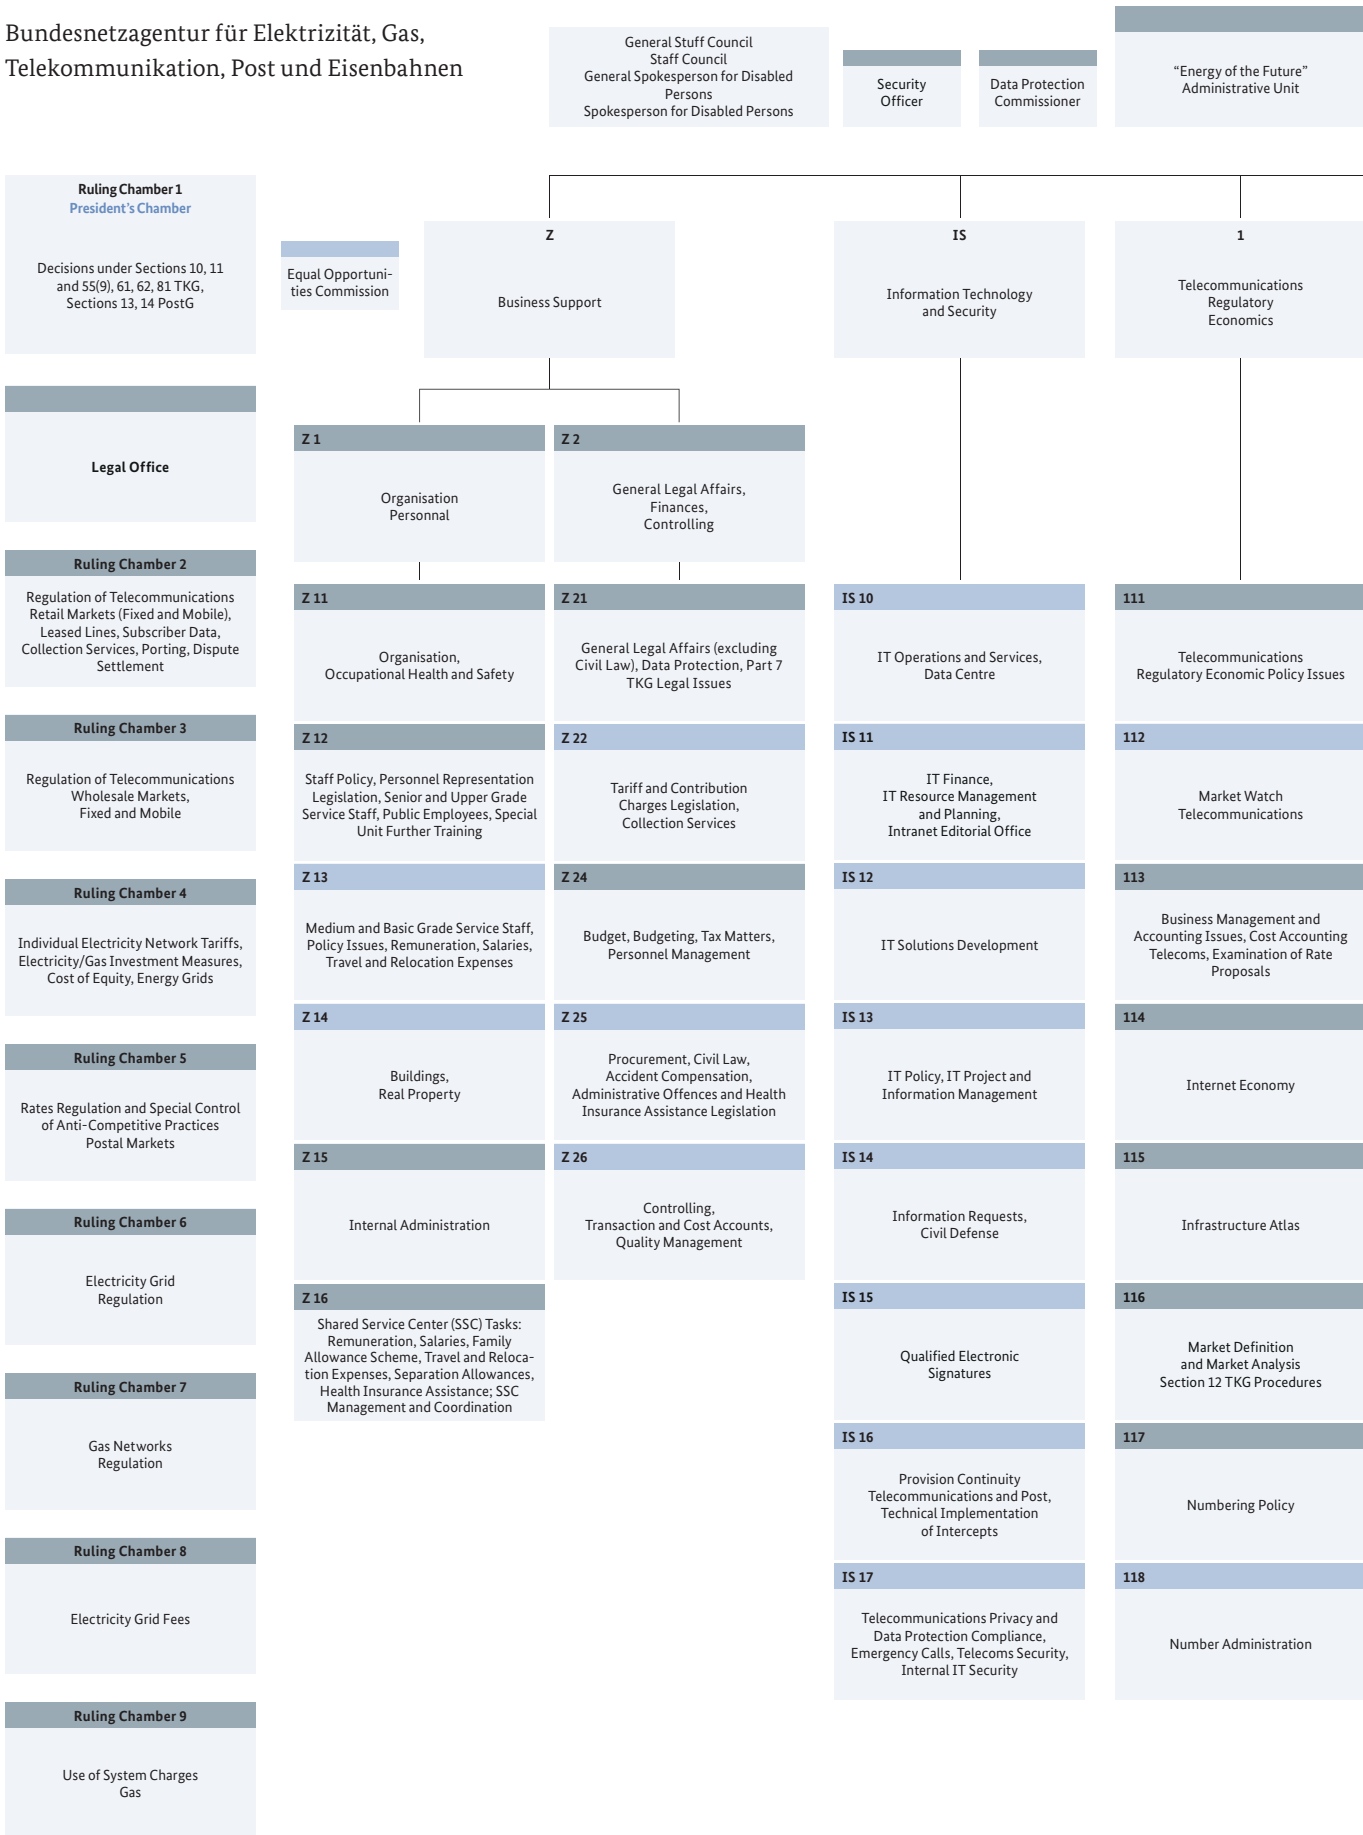 Bundesnetzagentur für Elektrizität, Gas,
Telekommunikation, Post und Eisenbahnen
General Stuff Council
Staff Council
General Spokesperson for Disabled
Persons
Spokesperson for Disabled Persons
Security
Officer
Data Protection
Commissioner
“Energy of the Future”
Administrative Unit
Ruling Chamber 1
President’s Chamber
Decisions under Sections 10, 11
and 55(9), 61, 62, 81 TKG,
Sections 13, 14 PostG
Legal Office
Ruling Chamber 2
Regulation of Telecommunications
Retail Markets (Fixed and Mobile),
Leased Lines, Subscriber Data,
Collection Services, Porting, Dispute
Settlement
Ruling Chamber 3
Regulation of Telecommunications
Wholesale Markets,
Fixed and Mobile
Ruling Chamber 4
Individual Electricity Network Tariffs,
Electricity/Gas Investment Measures,
Cost of Equity, Energy Grids
Ruling Chamber 5
Rates Regulation and Special Control
of Anti-Competitive Practices
Postal Markets
Ruling Chamber 6
Electricity Grid
Regulation
Ruling Chamber 7
Gas Networks
Regulation
Ruling Chamber 8
Electricity Grid Fees
Ruling Chamber 9
Use of System Charges
Gas
Equal Opportuni-
ties Commission
Z
Business Support
Z 1
Organisation
Personnal
Z 11
Organisation,
Occupational Health and Safety
Z 12
Staff Policy, Personnel Representation
Legislation, Senior and Upper Grade
Service Staff, Public Employees, Special
Unit Further Training
Z 13
Medium and Basic Grade Service Staff,
Policy Issues, Remuneration, Salaries,
Travel and Relocation Expenses
Z 14
Buildings,
Real Property
Z 15
Internal Administration
Z 16
Shared Service Center (SSC) Tasks:
Remuneration, Salaries, Family
Allowance Scheme, Travel and Reloca-
tion Expenses, Separation Allowances,
Health Insurance Assistance; SSC
Management and Coordination
Z 2
General Legal Affairs,
Finances,
Controlling
Z 21
General Legal Affairs (excluding
Civil Law), Data Protection, Part 7
TKG Legal Issues
Z 22
Tariff and Contribution
Charges Legislation,
Collection Services
Z 24
Budget, Budgeting, Tax Matters,
Personnel Management
Z 25
Procurement, Civil Law,
Accident Compensation,
Administrative Offences and Health
Insurance Assistance Legislation
Z 26
Controlling,
Transaction and Cost Accounts,
Quality Management
IS
Information Technology
and Security
IS 10
IT Operations and Services,
Data Centre
IS 11
IT Finance,
IT Resource Management
and Planning,
Intranet Editorial Office
IS 12
IT Solutions Development
IS 13
IT Policy, IT Project and
Information Management
IS 14
Information Requests,
Civil Defense
IS 15
Qualified Electronic
Signatures
IS 16
Provision Continuity
Telecommunications and Post,
Technical Implementation
of Intercepts
IS 17
Telecommunications Privacy and
Data Protection Compliance,
Emergency Calls, Telecoms Security,
Internal IT Security
1
Telecommunications
Regulatory
Economics
111
Telecommunications
Regulatory Economic Policy Issues
112
Market Watch
Telecommunications
113
Business Management and
Accounting Issues, Cost Accounting
Telecoms, Examination of Rate
Proposals
114
Internet Economy
115
Infrastructure Atlas
116
Market Definition
and Market Analysis
Section 12 TKG Procedures
117
Numbering Policy
118
Number Administration